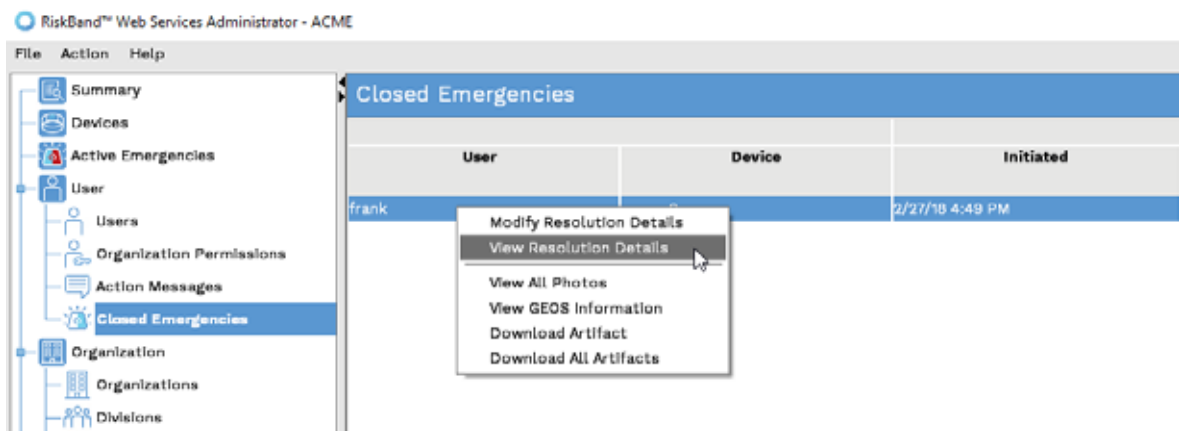 RiskBand™ Web Services Administrator - ACME
File Action Help
Summary
Devices
Active Emergencies
User
Users
Organization Permissions
Action Messages
Closed Emergencies
Organization
Organizations
Divisions
Closed Emergencies
User Device Initiated
frank 2/27/18 4:49 PM
Modify Resolution Details
View Resolution Details
View All Photos
View GEOS Information
Download Artifact
Download All Artifacts